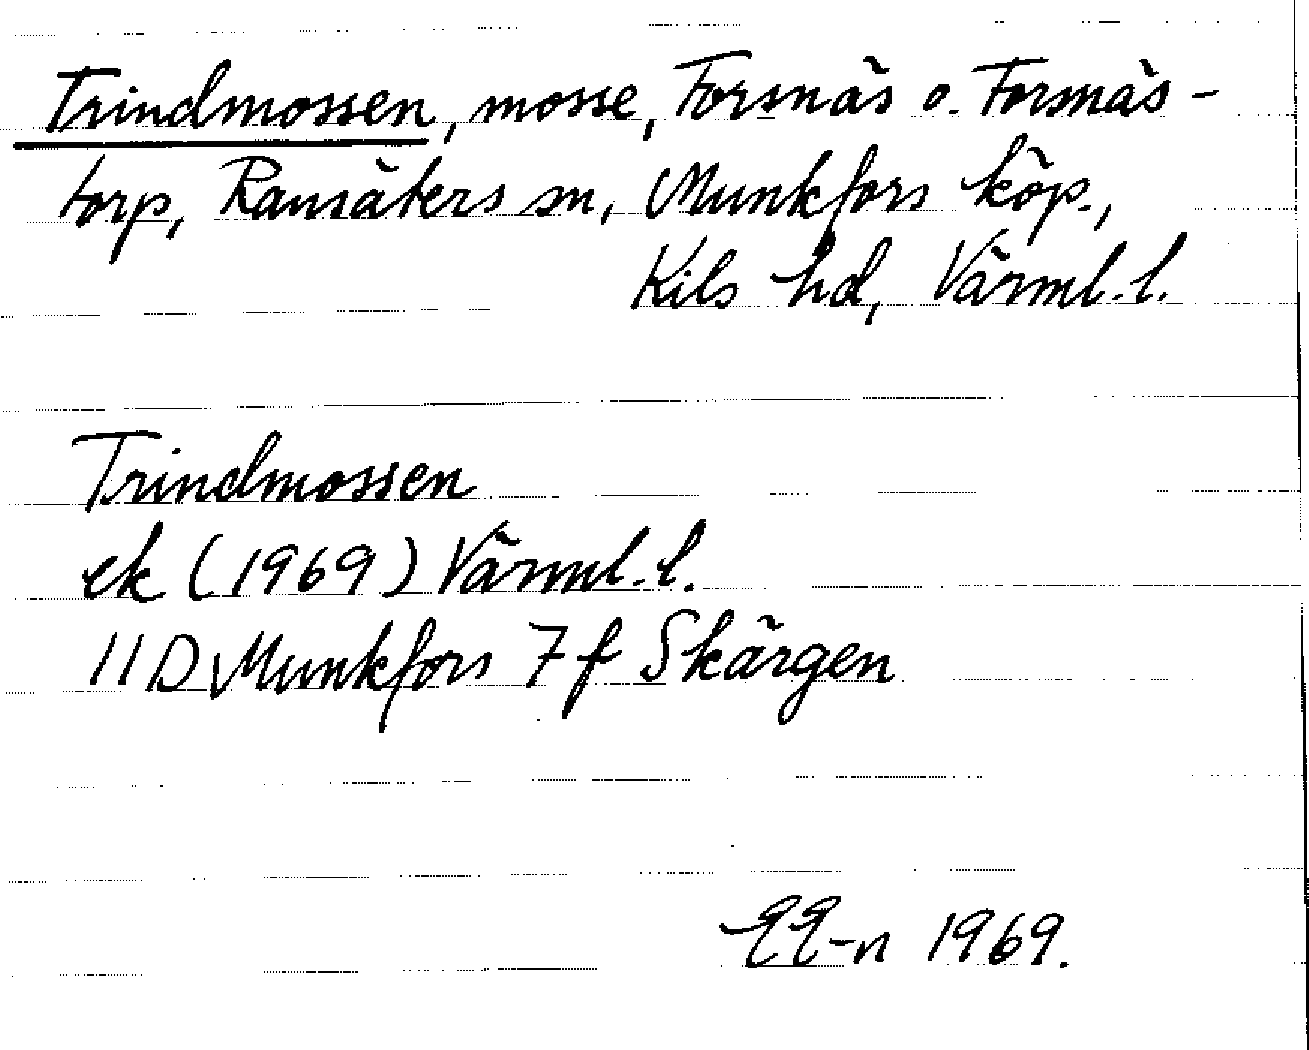 Trindmossen, mosse, Forsnäs o. Forsnäs-
torp, Ransäters sn, Munkfors köp.,
Kils hd, Värml. l.
Trindmossen
ek (1969) Värml. l.
11D Munkfors 7f Skärgen
1969.